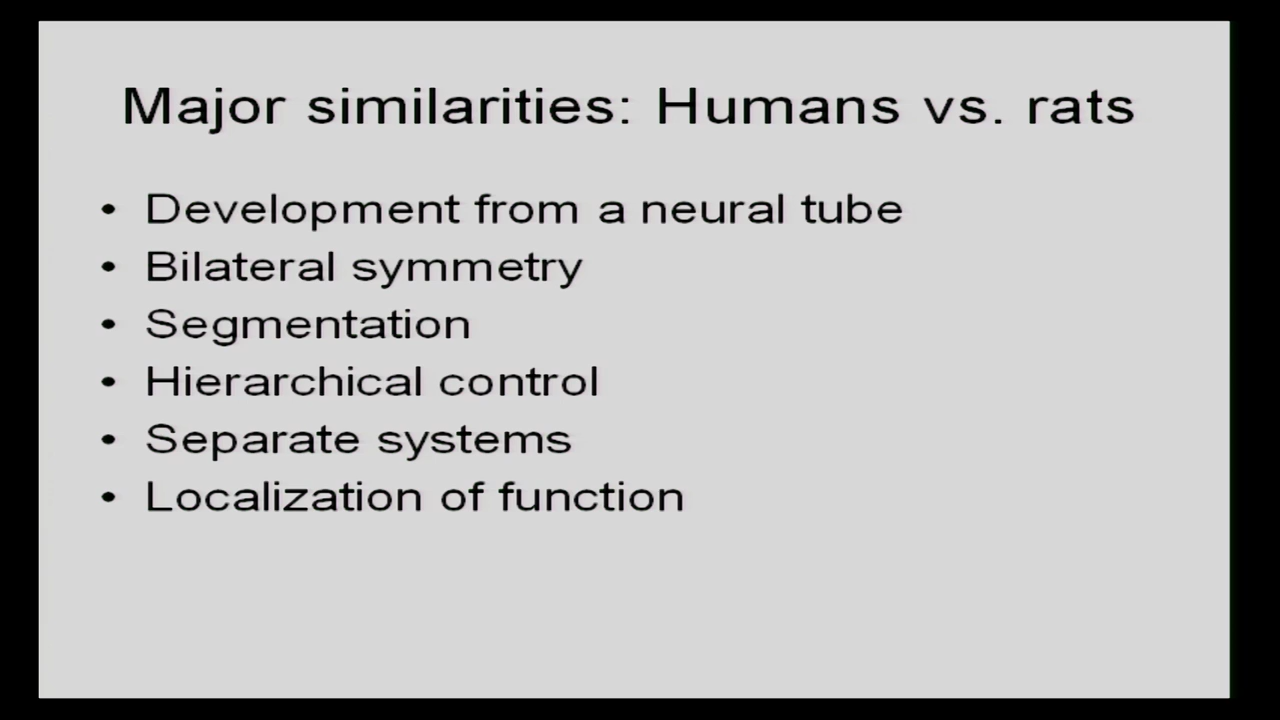 Major similarities: Humans vs. rats
• Development from a neural tube
• Bilateral symmetry
• Segmentation
• Hierarchical control
• Separate systems
• Localization of function